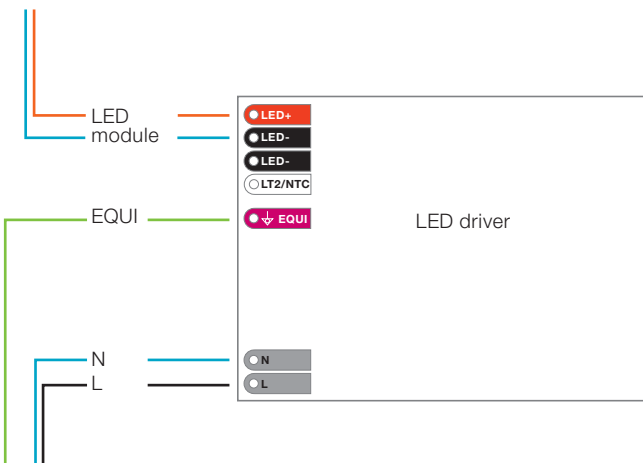 LED
module
LED+
LED-
LED-
LT2/NTC
EQUI
EQUI
LED driver
N
N
L
L